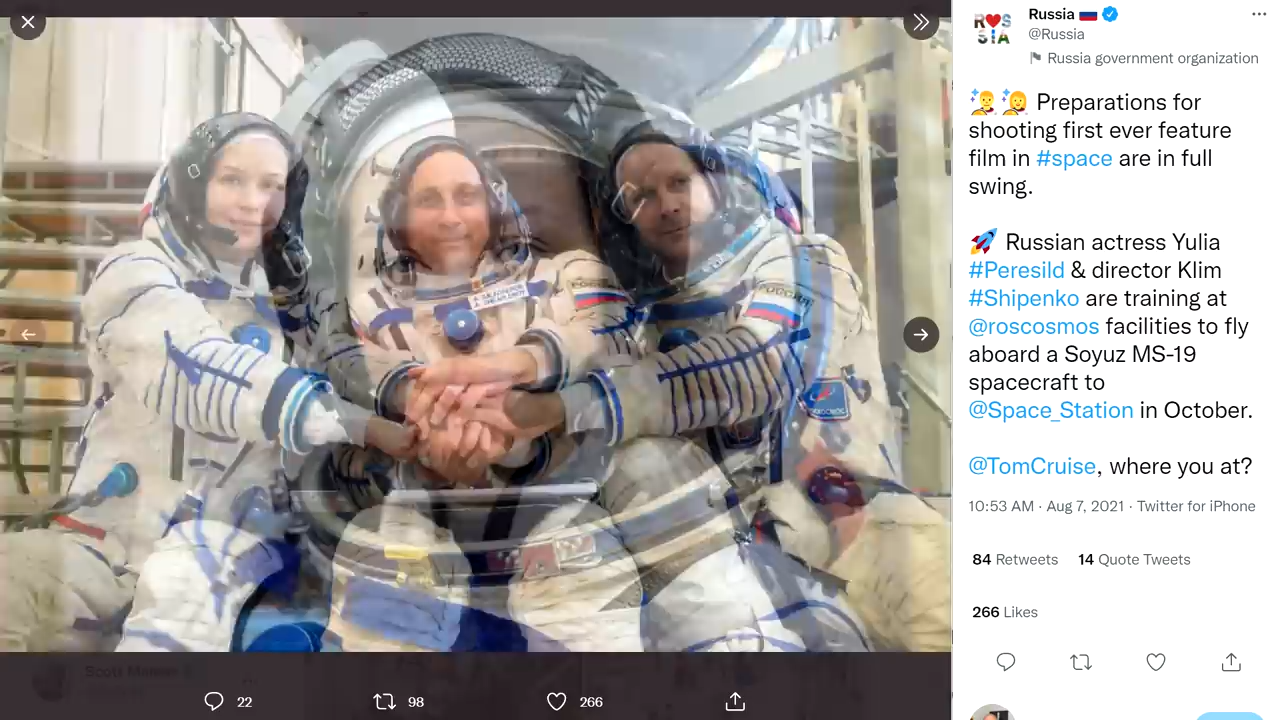 R S
SIA
Russia
@Russia
Russia government organization
Preparations for
shooting first ever feature
film in #space are in full
swing.
Russian actress Yulia
#Peresild & director Klim
#Shipenko are training at
@roscosmos facilities to fly
aboard a Soyuz MS-19
spacecraft to
@Space_Station in October.
@TomCruise, where you at?
10:53 AM · Aug 7, 2021 · Twitter for iPhone
84 Retweets 14 Quote Tweets
266 Likes
РОССИЯ
22 98 266